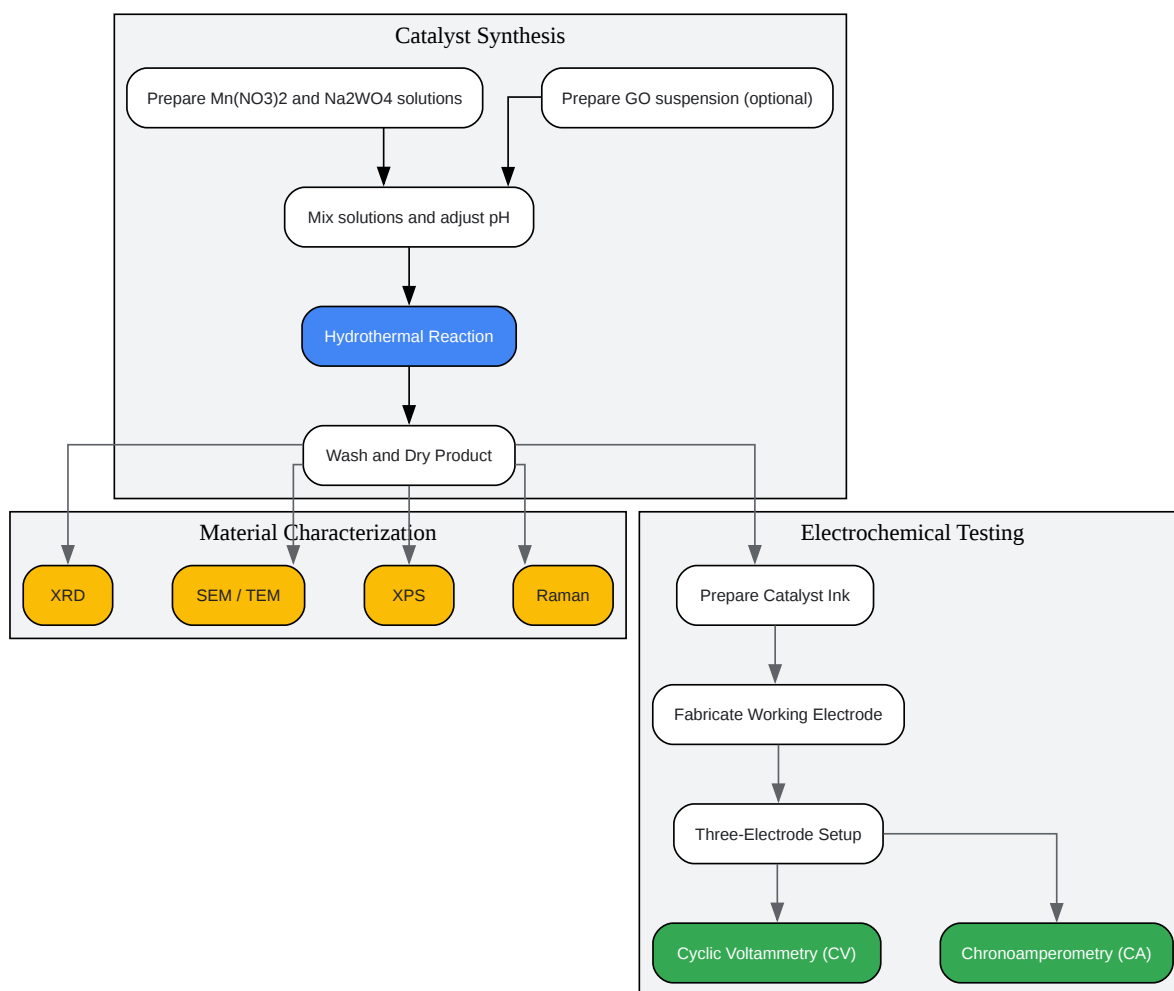 Catalyst Synthesis
Prepare Mn(NO3)2 and Na2WO4 solutions
Prepare GO suspension (optional)
Mix solutions and adjust pH
Hydrothermal Reaction
Wash and Dry Product
Material Characterization
XRD
SEM / TEM
XPS
Raman
Electrochemical Testing
Prepare Catalyst Ink
Fabricate Working Electrode
Three-Electrode Setup
Cyclic Voltammetry (CV)
Chronoamperometry (CA)